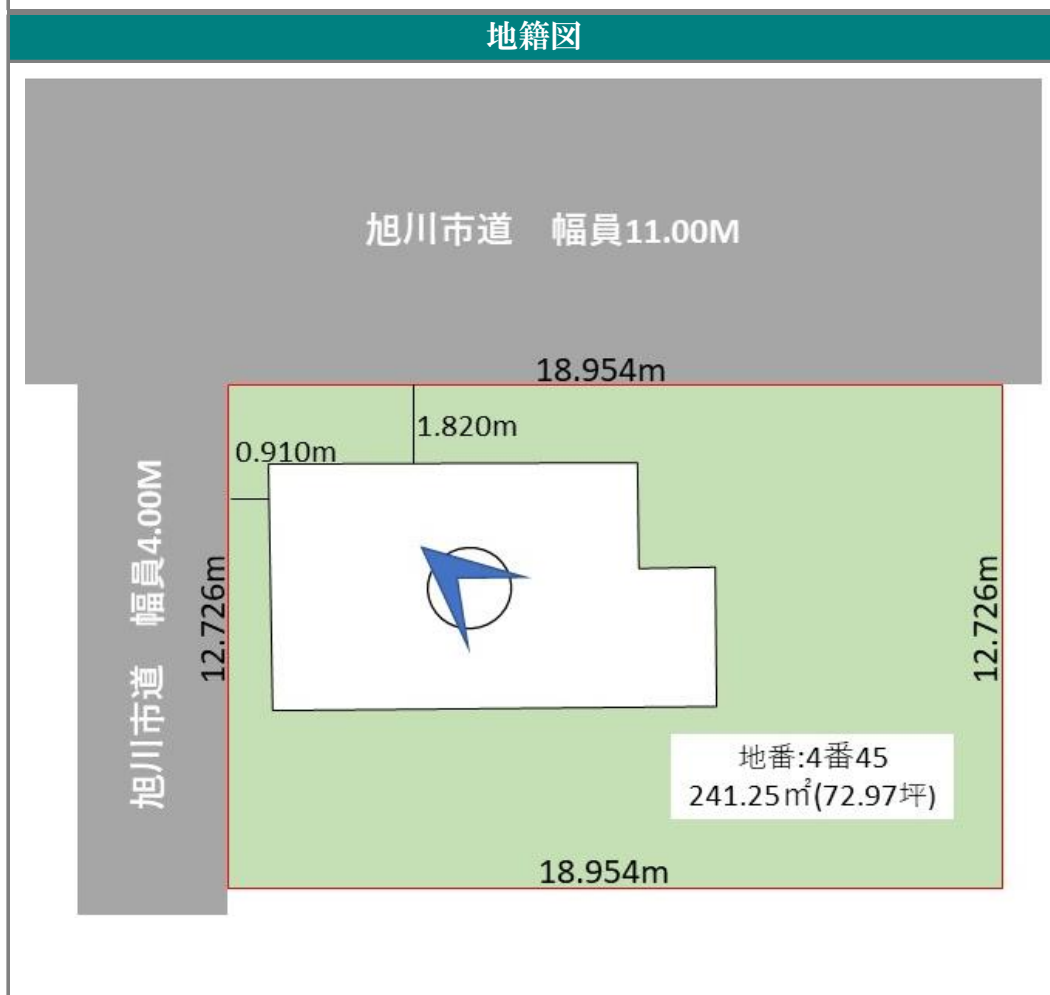 地籍図
旭川市道　幅員11.00M
18.954m
1.820m
0.910m
旭川市道　幅員4.00M
12.726m
12.726m
地番:4番45
241.25㎡(72.97坪)
18.954m